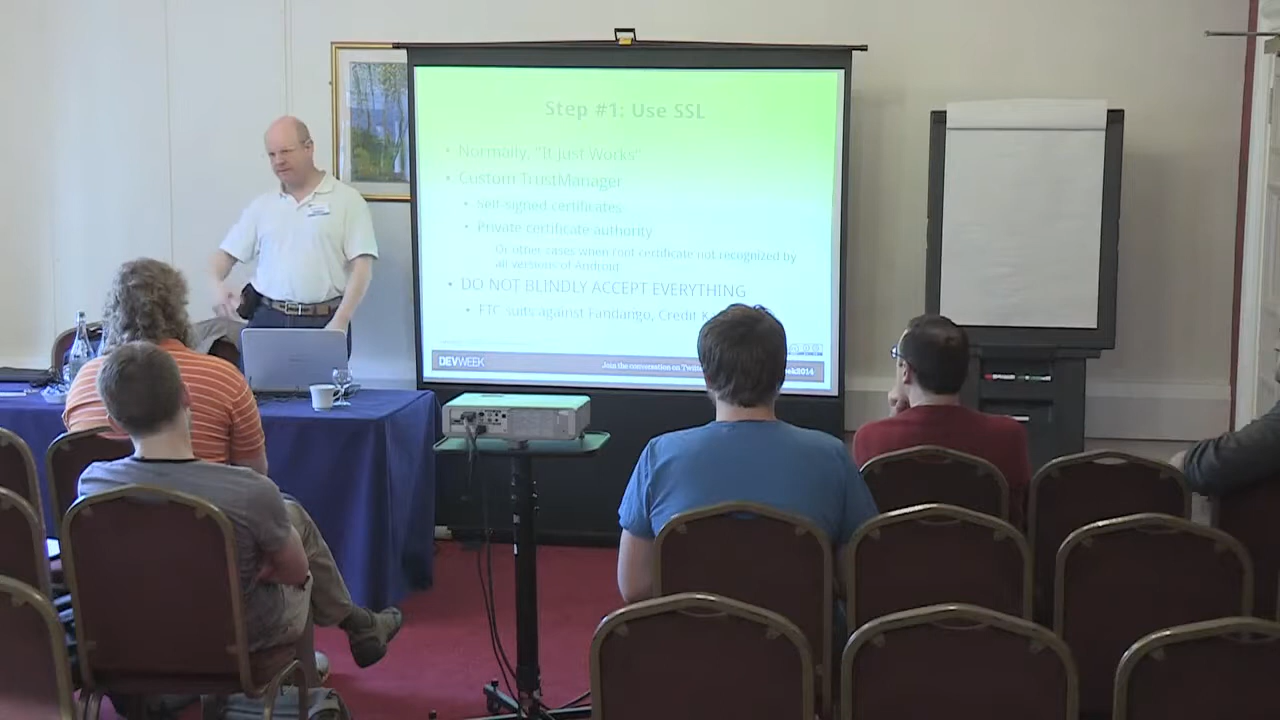 Step #1: Use SSL
Normally, "It Just Works"
Custom TrustManager
Self-signed certificates
Private certificate authority
Or other cases when root certificate not recognized by
all versions of Android
DO NOT BLINDLY ACCEPT EVERYTHING
FTC suits against Fandango, Credit
DEVWEEK
Join the conversation on